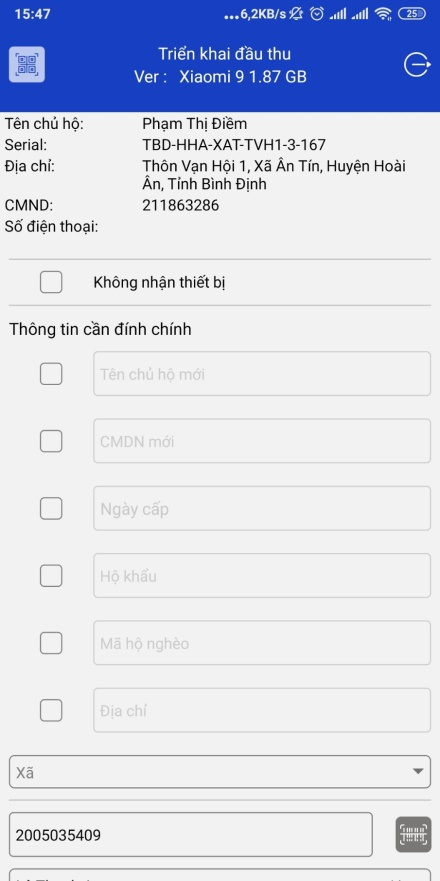 15:47 ...6,2KB/s 25
Triển khai đầu thu
Ver : Xiaomi 9 1.87 GB
Tên chủ hộ: Phạm Thị Điềm
Serial: TBD-HHA-XAT-TVH1-3-167
Địa chỉ: Thôn Vạn Hội 1, Xã Ân Tín, Huyện Hoài
Ân, Tỉnh Bình Định
CMND: 211863286
Số điện thoại:
Không nhận thiết bị
Thông tin cần đính chính
Tên chủ hộ mới
CMDN mới
Ngày cấp
Hộ khẩu
Mã hộ nghèo
Địa chỉ
Xã
2005035409